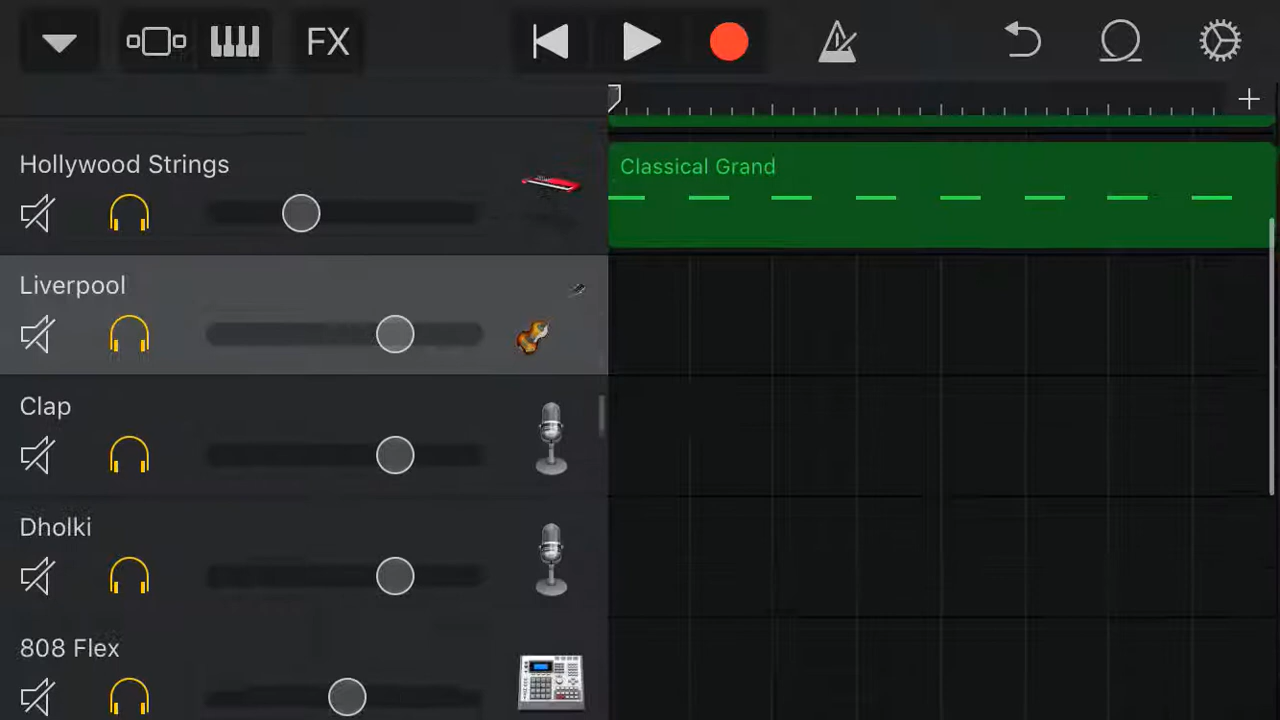 FX
Hollywood Strings
Classical Grand
Liverpool
Clap
Dholki
808 Flex